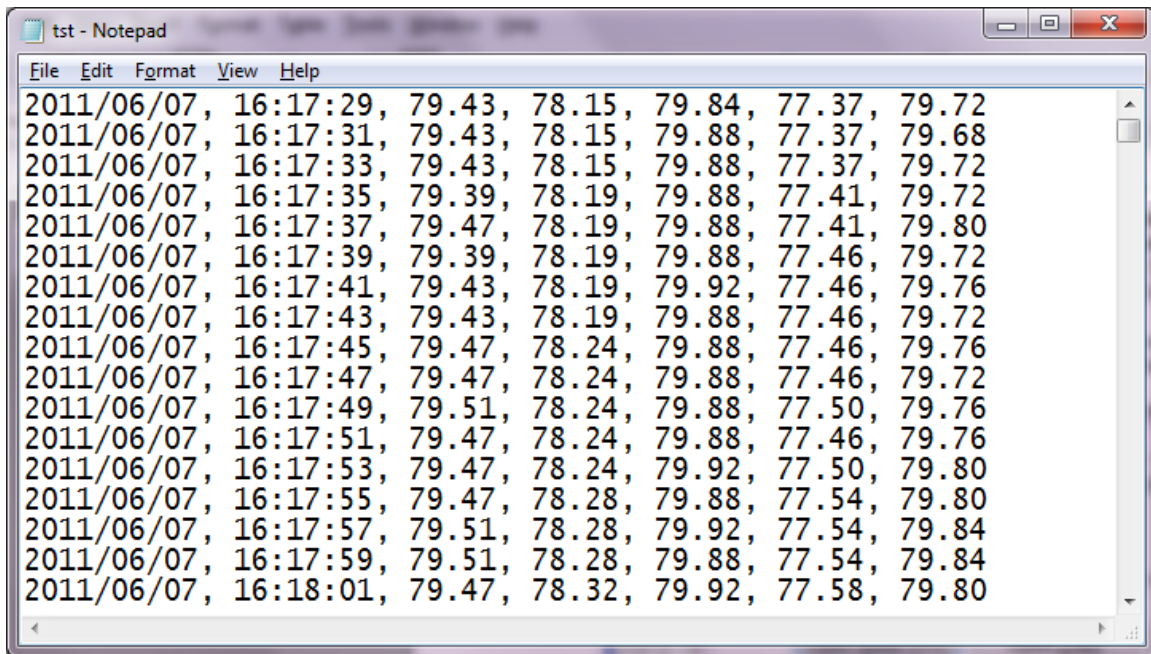 tst - Notepad
File Edit Format View Help
2011/06/07, 16:17:29, 79.43, 78.15, 79.84, 77.37, 79.72
2011/06/07, 16:17:31, 79.43, 78.15, 79.88, 77.37, 79.68
2011/06/07, 16:17:33, 79.43, 78.15, 79.88, 77.37, 79.72
2011/06/07, 16:17:35, 79.39, 78.19, 79.88, 77.41, 79.72
2011/06/07, 16:17:37, 79.47, 78.19, 79.88, 77.41, 79.80
2011/06/07, 16:17:39, 79.39, 78.19, 79.88, 77.46, 79.72
2011/06/07, 16:17:41, 79.43, 78.19, 79.92, 77.46, 79.76
2011/06/07, 16:17:43, 79.43, 78.19, 79.88, 77.46, 79.72
2011/06/07, 16:17:45, 79.47, 78.24, 79.88, 77.46, 79.76
2011/06/07, 16:17:47, 79.47, 78.24, 79.88, 77.46, 79.72
2011/06/07, 16:17:49, 79.51, 78.24, 79.88, 77.50, 79.76
2011/06/07, 16:17:51, 79.47, 78.24, 79.88, 77.46, 79.76
2011/06/07, 16:17:53, 79.47, 78.24, 79.92, 77.50, 79.80
2011/06/07, 16:17:55, 79.47, 78.28, 79.88, 77.54, 79.80
2011/06/07, 16:17:57, 79.51, 78.28, 79.92, 77.54, 79.84
2011/06/07, 16:17:59, 79.51, 78.28, 79.88, 77.54, 79.84
2011/06/07, 16:18:01, 79.47, 78.32, 79.92, 77.58, 79.80